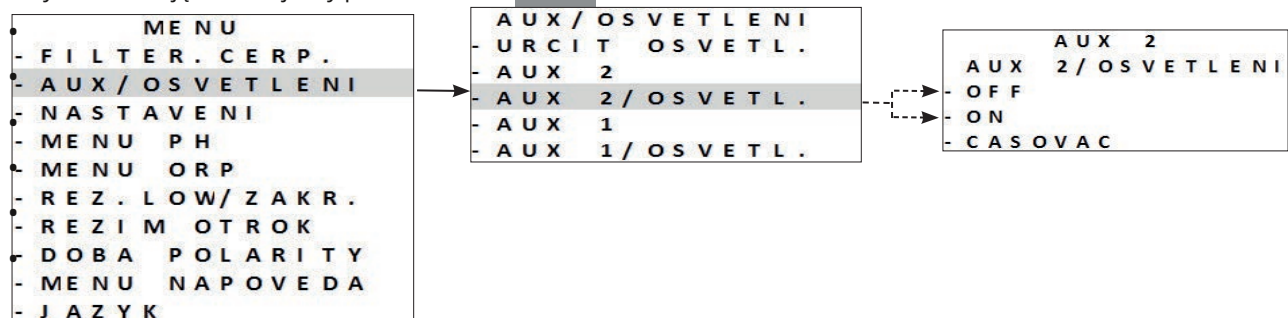 MENU
- FILTER. CERP.
- AUX/OSVETLENI
- NASTAVENI
- MENU PH
- MENU ORP
- REZ. LOW/ZAKR.
- REZIM OTROK
- DOBA POLARITY
- MENU NAPOVEDA
- JAZYK
AUX/OSVETLENI
- URCIT OSVETL.
- AUX 2
- AUX 2/OSVETL.
- AUX 1
- AUX 1/OSVETL.
AUX 2
AUX 2/OSVETLENI
- OFF
- ON
- CASOVAC